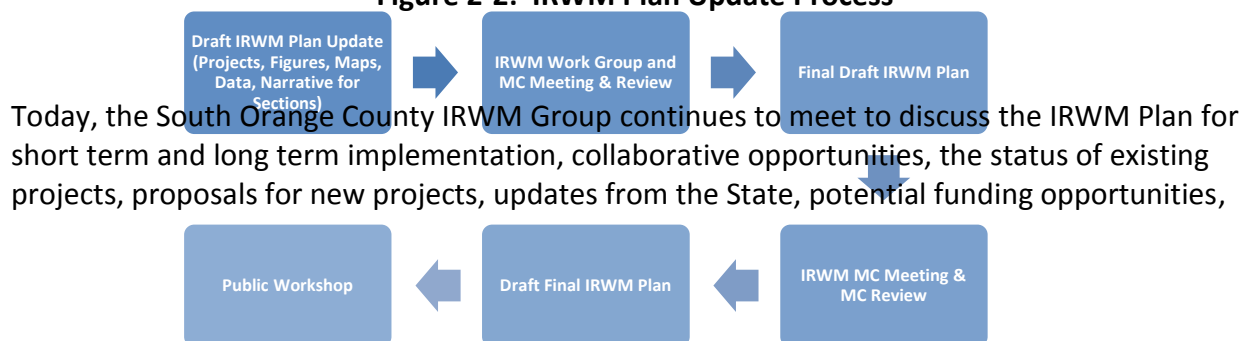 Figure 2-2: IRWM Plan Update Process
Draft IRWM Plan Update
(Projects, Figures, Maps,
Data, Narrative for
Sections)
IRWM Work Group and
MC Meeting & Review
Final Draft IRWM Plan
Today, the South Orange County IRWM Group continues to meet to discuss the IRWM Plan for
short term and long term implementation, collaborative opportunities, the status of existing
projects, proposals for new projects, updates from the State, potential funding opportunities,
Public Workshop
Draft Final IRWM Plan
IRWM MC Meeting &
MC Review